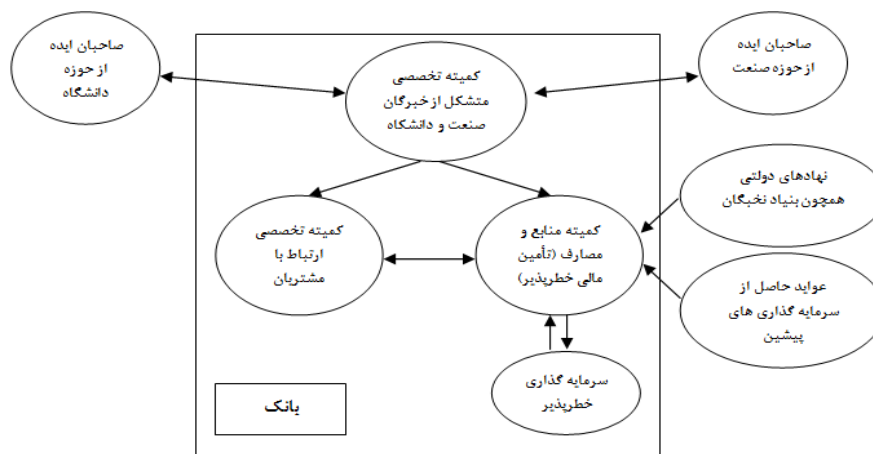 صاحبان ایده
از حوزه
دانشگاه
کمیته تخصصی
متشکل از خبرگان
صنعت و دانشگاه
صاحبان ایده
از حوزه صنعت
نهادهای دولتی
همچون بنیاد نخبگان
کمیته تخصصی
ارتباط با
مشتریان
کمیته منابع و
مصارف (تأمین
مالی خطرپذیر)
عواید حاصل از
سرمایه گذاری های
پیشین
سرمایه گذاری
خطرپذیر
بانک